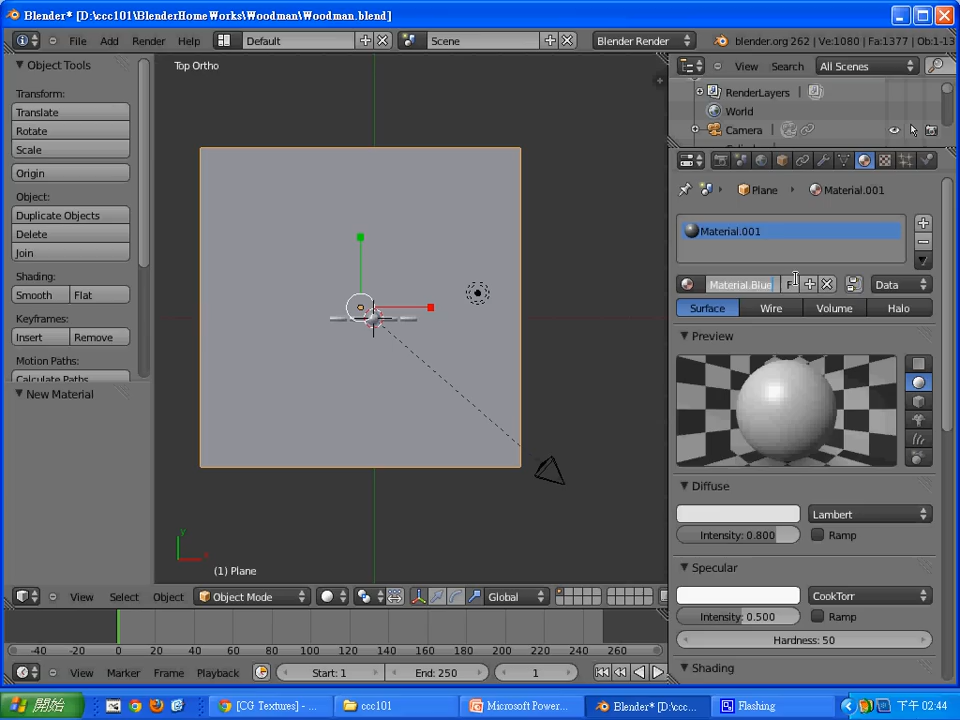 Blender* [D:\ccc101\BlenderHomeWorks\Woodman\Woodman.blend]
File Add Render Help Default Scene Blender Render blender.org 262 | Ve:1080 | Fa:1377 | Ob:1-13
Object Tools
Transform:
Translate
Rotate
Scale
Origin
Object:
Duplicate Objects
Delete
Join
Shading:
Smooth Flat
Keyframes:
Insert Remove
Motion Paths:
Calculate Paths
New Material
Top Ortho
Y
X
(1) Plane
View Search All Scenes
RenderLayers
World
Camera
Plane Material.001
Material.001
Material.Blue F Data
Surface Wire Volume Halo
Preview
Diffuse
Lambert
Intensity: 0.800 Ramp
Specular
CookTorr
Intensity: 0.500 Ramp
Hardness: 50
Shading
View Select Object Object Mode Global
-40 -20 0 20 40 60 80 100 120 140 160 180 200 220 240 260
View Marker Frame Playback Start: 1 End: 250 1
開始 [CG Textures] - ... ccc101 Microsoft Power... Blender* [D:\ccc... Flashing 下午 02:44